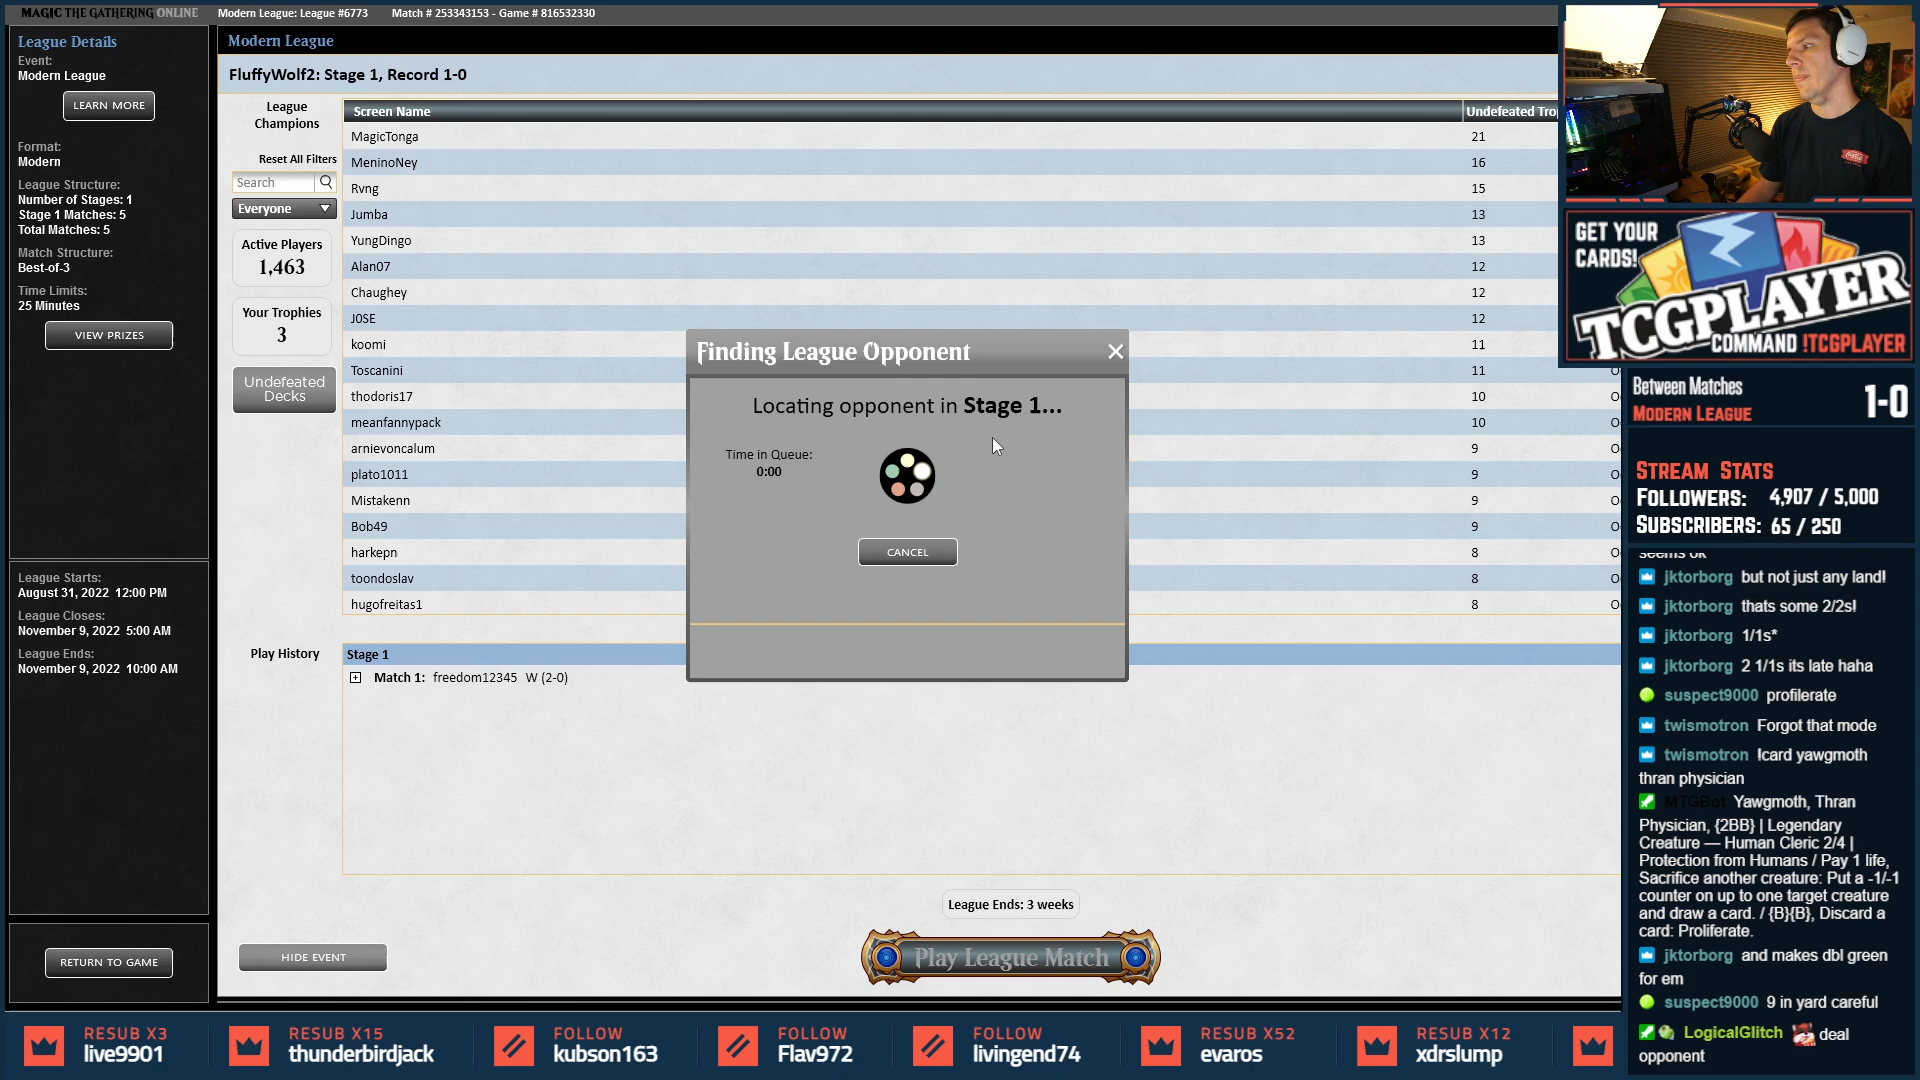 MAGIC THE GATHERING ONLINE
Modern League: League #6773
Match # 253343153 - Game # 816532330
League Details
Event:
Modern League
LEARN MORE
Format:
Modern
League Structure:
Number of Stages: 1
Stage 1 Matches: 5
Total Matches: 5
Match Structure:
Best-of-3
Time Limits:
25 Minutes
VIEW PRIZES
League Starts:
August 31, 2022 12:00 PM
League Closes:
November 9, 2022 5:00 AM
League Ends:
November 9, 2022 10:00 AM
RETURN TO GAME
Modern League
FluffyWolf2: Stage 1, Record 1-0
League
Champions
Reset All Filters
Search
Everyone
Active Players
1,463
Your Trophies
3
Undefeated
Decks
Screen Name
Undefeated Tro
MagicTonga 21
MeninoNey 16
Rvng 15
Jumba 13
YungDingo 13
Alan07 12
Chaughey 12
J0SE 12
koomi 11
Toscanini 11
thodoris17 10
meanfannypack 10
arnievoncalum 9
plato1011 9
Mistakenn 9
Bob49 9
harkepn 8
toondoslav 8
hugofreitas1 8
Finding League Opponent
Locating opponent in Stage 1...
Time in Queue:
0:00
CANCEL
Play History
Stage 1
Match 1: freedom12345 W (2-0)
League Ends: 3 weeks
HIDE EVENT
Play League Match
GET YOUR
CARDS!
TCGPLAYER
COMMAND !TCGPLAYER
Between Matches
MODERN LEAGUE
1-0
STREAM STATS
FOLLOWERS: 4,907 / 5,000
SUBSCRIBERS: 65 / 250
seems ok
jktorborg but not just any land!
jktorborg thats some 2/2s!
jktorborg 1/1s*
jktorborg 2 1/1s its late haha
suspect9000 profilerate
twismotron Forgot that mode
twismotron !card yawgmoth
thran physician
MTGBot Yawgmoth, Thran
Physician, {2BB} | Legendary
Creature — Human Cleric 2/4 |
Protection from Humans / Pay 1 life,
Sacrifice another creature: Put a -1/-1
counter on up to one target creature
and draw a card. / {B}{B}, Discard a
card: Proliferate.
jktorborg and makes dbl green
for em
suspect9000 9 in yard careful
LogicalGlitch deal
opponent
RESUB X3
live9901
RESUB X15
thunderbirdjack
FOLLOW
kubson163
FOLLOW
Flav972
FOLLOW
livingend74
RESUB X52
evaros
RESUB X12
xdrslump